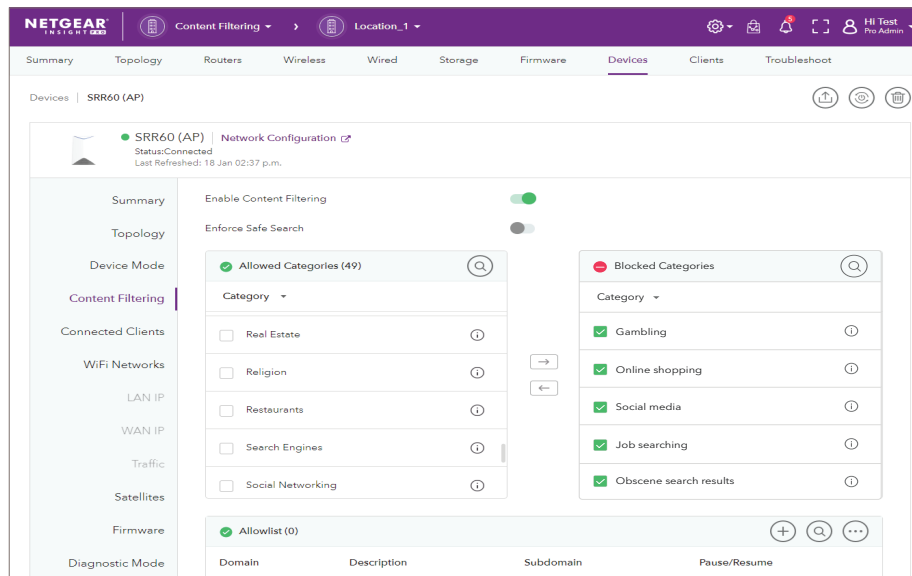 NETGEAR
INSIGHT PRO
Content Filtering
Location_1
5
Hi Test
Pro Admin
Summary Topology Routers Wireless Wired Storage Firmware Devices Clients Troubleshoot
Devices | SRR60 (AP)
SRR60 (AP) | Network Configuration
Status:Connected
Last Refreshed: 18 Jan 02:37 p.m.
Summary
Topology
Device Mode
Content Filtering
Connected Clients
WiFi Networks
LAN IP
WAN IP
Traffic
Satellites
Firmware
Diagnostic Mode
Enable Content Filtering
Enforce Safe Search
Allowed Categories (49)
Category
Real Estate
Religion
Restaurants
Search Engines
Social Networking
Blocked Categories
Category
Gambling
Online shopping
Social media
Job searching
Obscene search results
Allowlist (0)
Domain Description Subdomain Pause/Resume